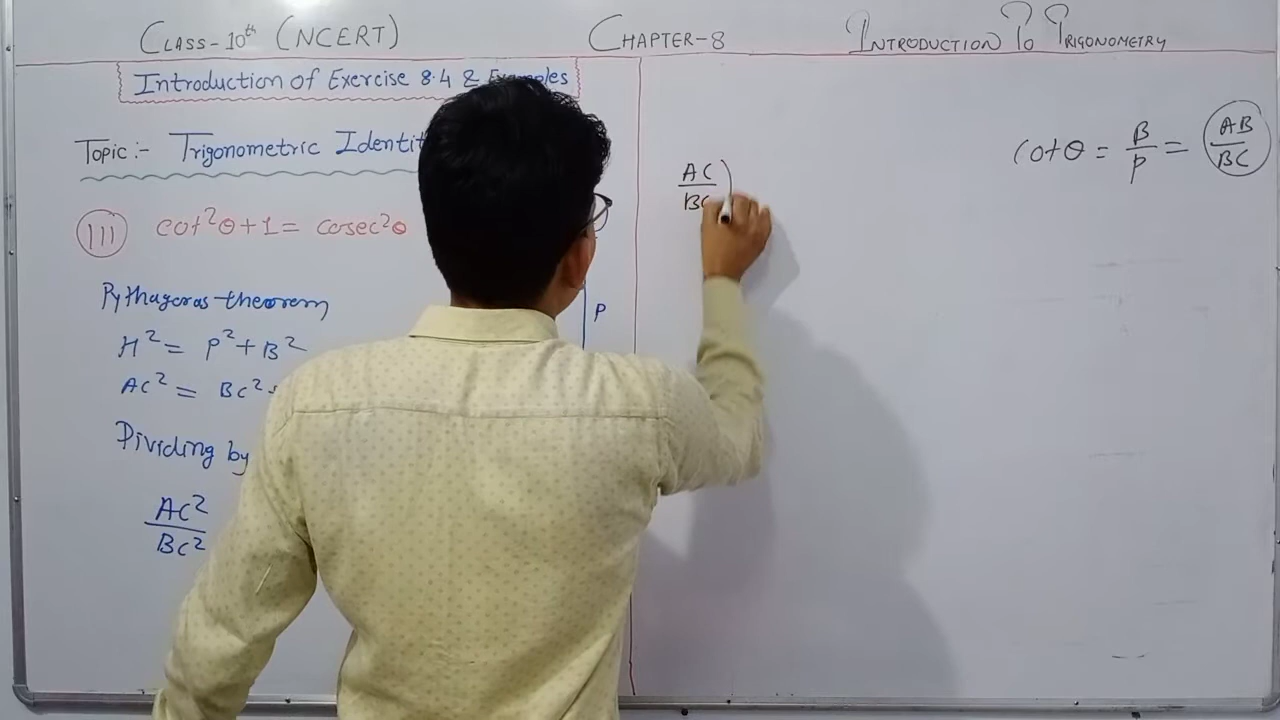 CLASS-10th (NCERT) CHAPTER-8 INTRODUCTION TO TRIGONOMETRY
Introduction of Exercise 8.4 & Examples
TOPIC:- Trigonometric
III cot²θ+1= cosec²θ
Pythagoras theorem
H² = P² + B²
AC² = BC²
Dividing by
AC²
BC²
P
AC
BC
cotθ = B/P = AB/BC